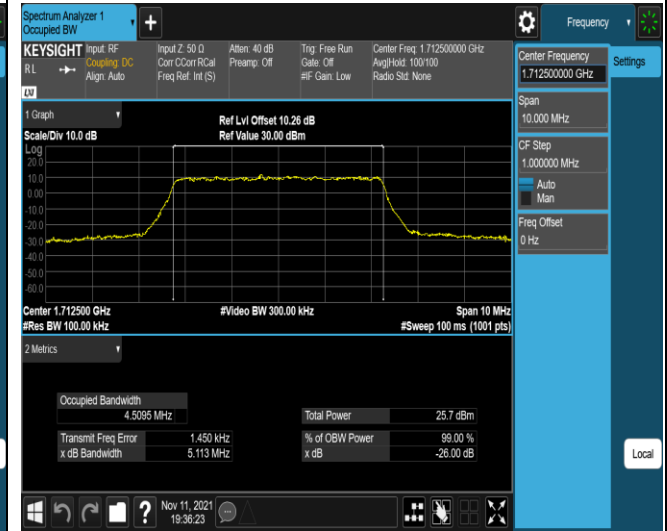 Spectrum Analyzer 1
Occupied BW
Frequency
KEYSIGHT
RL
Input: RF
Coupling: DC
Align: Auto
Input Z: 50 Ω
Corr CCorr RCal
Freq Ref: Int (S)
Atten: 40 dB
Preamp: Off
Trig: Free Run
Gate: Off
#IF Gain: Low
Center Freq: 1.712500000 GHz
Avg|Hold: 100/100
Radio Std: None
LXI
1 Graph
Scale/Div 10.0 dB
Ref Lvl Offset 10.26 dB
Ref Value 30.00 dBm
Log
20.0
10.0
0.00
-10.0
-20.0
-30.0
-40.0
-50.0
-60.0
Center 1.712500 GHz
#Video BW 300.00 kHz
Span 10 MHz
#Res BW 100.00 kHz
#Sweep 100 ms (1001 pts)
2 Metrics
Occupied Bandwidth
4.5095 MHz
Total Power 25.7 dBm
Transmit Freq Error 1.450 kHz
% of OBW Power 99.00 %
x dB Bandwidth 5.113 MHz
x dB -26.00 dB
Center Frequency
1.712500000 GHz
Settings
Span
10.000 MHz
CF Step
1.000000 MHz
Auto
Man
Freq Offset
0 Hz
Local
?
Nov 11, 2021
19:36:23